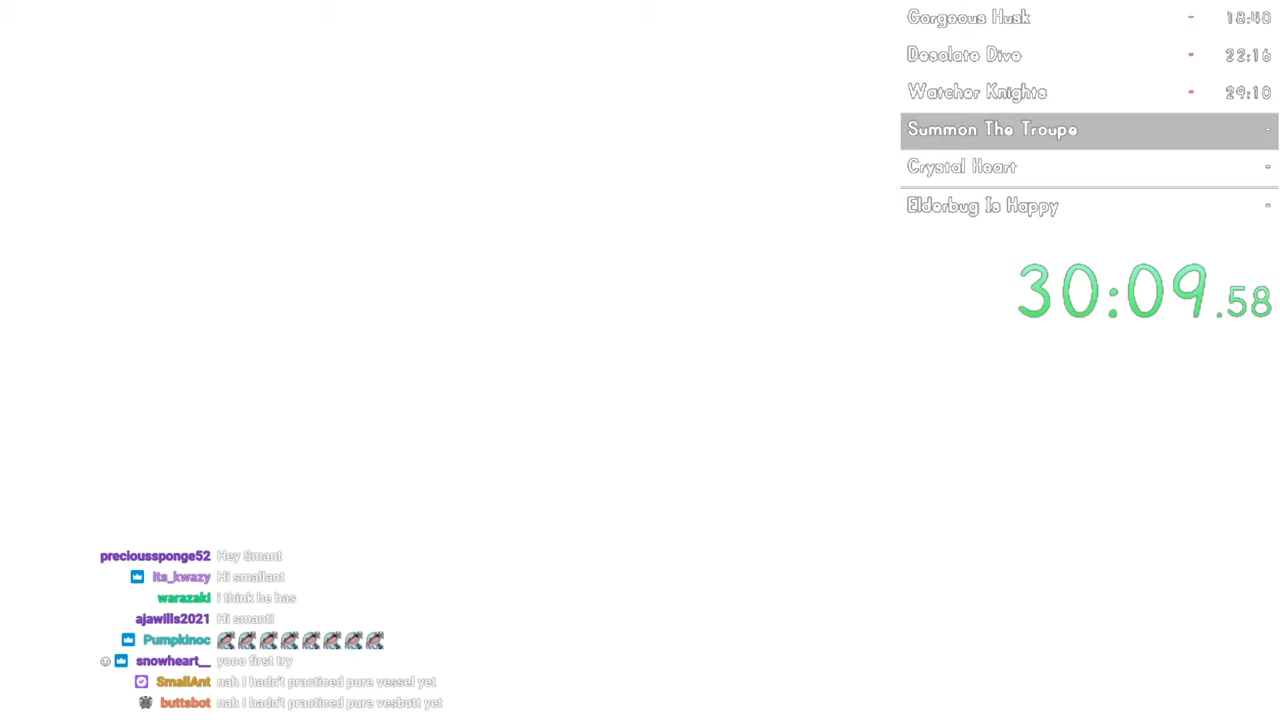 Gorgeous Husk - 18:40
Desolate Dive - 22:16
Watcher Knights - 29:10
Summon The Troupe -
Crystal Heart -
Elderbug Is Happy -
30:09.58
precioussponge52 Hey Smant
Its_kwazy Hi smallant
warazaki i think he has
ajawills2021 Hi smant!
Pumpkinoc
snowheart__ yooo first try
SmallAnt nah I hadn't practiced pure vessel yet
buttsbot nah I hadn't practiced pure vesbutt yet